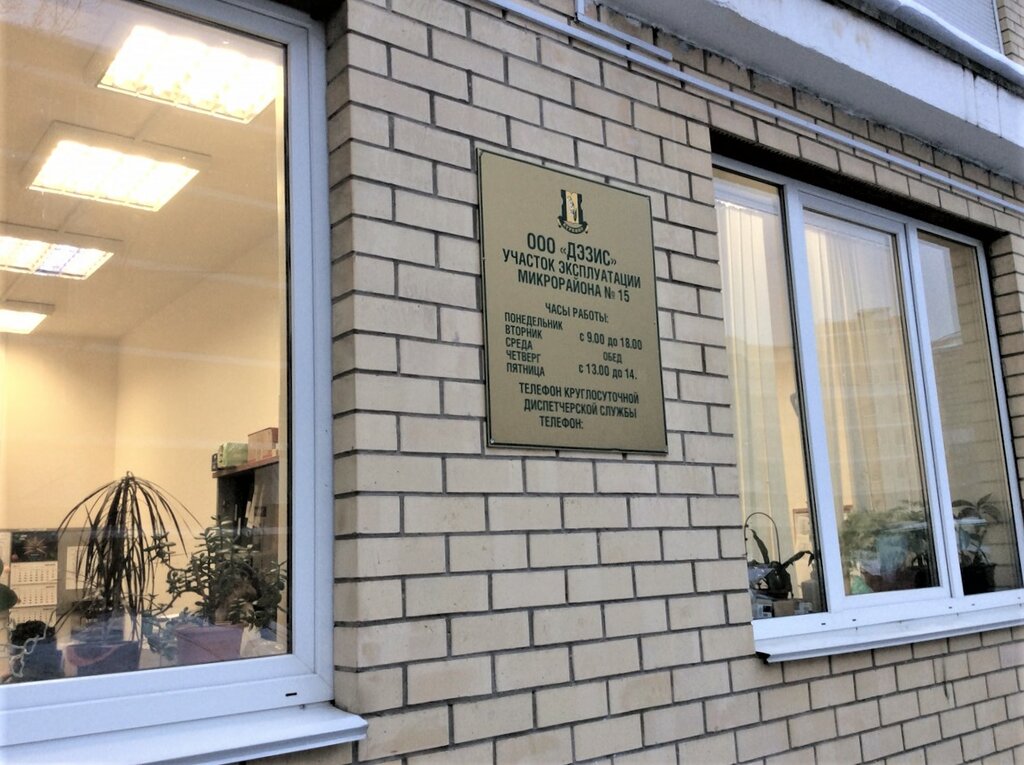 ООО «ДЭЗИС»
УЧАСТОК ЭКСПЛУАТАЦИИ
МИКРОРАЙОНА № 15
ЧАСЫ РАБОТЫ:
ПОНЕДЕЛЬНИК
ВТОРНИК
СРЕДА
ЧЕТВЕРГ
ПЯТНИЦА
с 9.00 до 18.00
ОБЕД
с 13.00 до 14.
ТЕЛЕФОН КРУГЛОСУТОЧНОЙ
ДИСПЕТЧЕРСКОЙ СЛУЖБЫ
ТЕЛЕФОН: